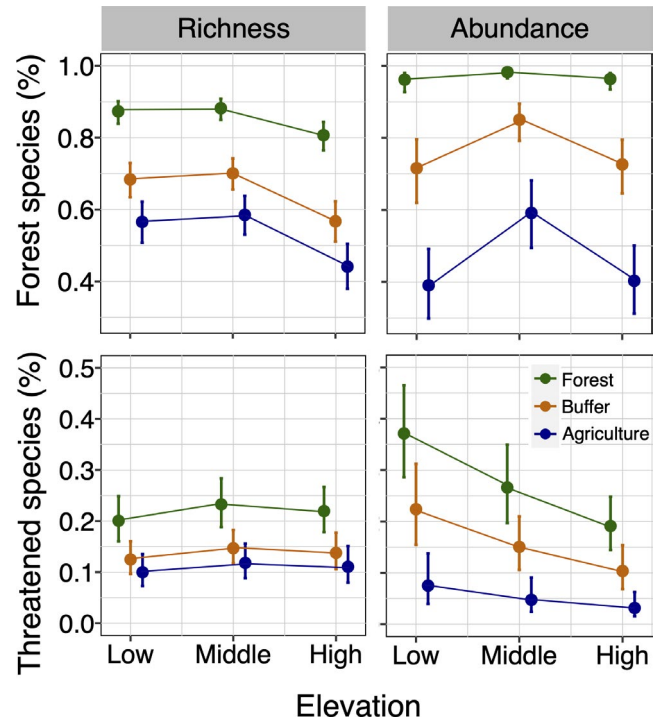 Richness
Abundance
Forest species (%)
1.0
0.8
0.6
0.4
Threatened species (%)
0.5
0.4
0.3
0.2
0.1
0.0
Forest
Buffer
Agriculture
Low Middle High
Low Middle High
Elevation